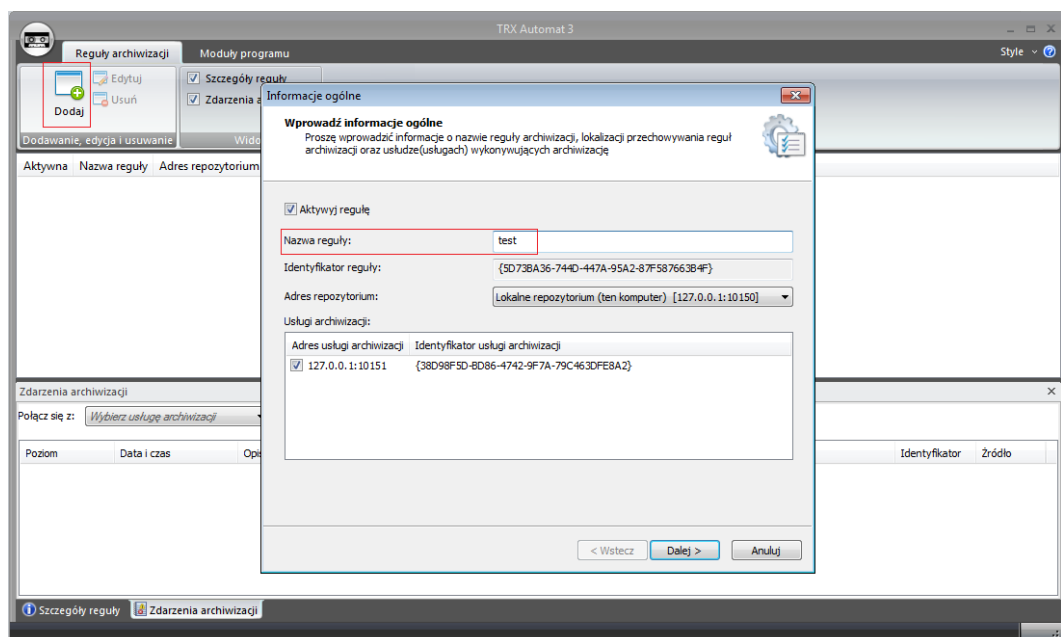 TRX Automat 3
Reguły archiwizacji Moduły programu
Style
Dodaj
Edytuj
Usuń
Dodawanie, edycja i usuwanie
Szczegóły reguły
Zdarzenia a
Wido
Aktywna Nazwa reguły Adres repozytorium
Informacje ogólne
Wprowadź informacje ogólne
Proszę wprowadzić informacje o nazwie reguły archiwizacji, lokalizacji przechowywania reguł
archiwizacji oraz usłudze(usługach) wykonywujących archiwizację
Aktywyj regułę
Nazwa reguły: test
Identyfikator reguły: {5D73BA36-744D-447A-95A2-87F587663B4F}
Adres repozytorium: Lokalne repozytorium (ten komputer) [127.0.0.1:10150]
Usługi archiwizacji:
Adres usługi archiwizacji Identyfikator usługi archiwizacji
127.0.0.1:10151 {38D98F5D-BD86-4742-9F7A-79C463DFE8A2}
< Wstecz Dalej > Anuluj
Zdarzenia archiwizacji
Połącz się z: Wybierz usługę archiwizacji
Poziom Data i czas Opis Identyfikator Źródło
Szczegóły reguły Zdarzenia archiwizacji